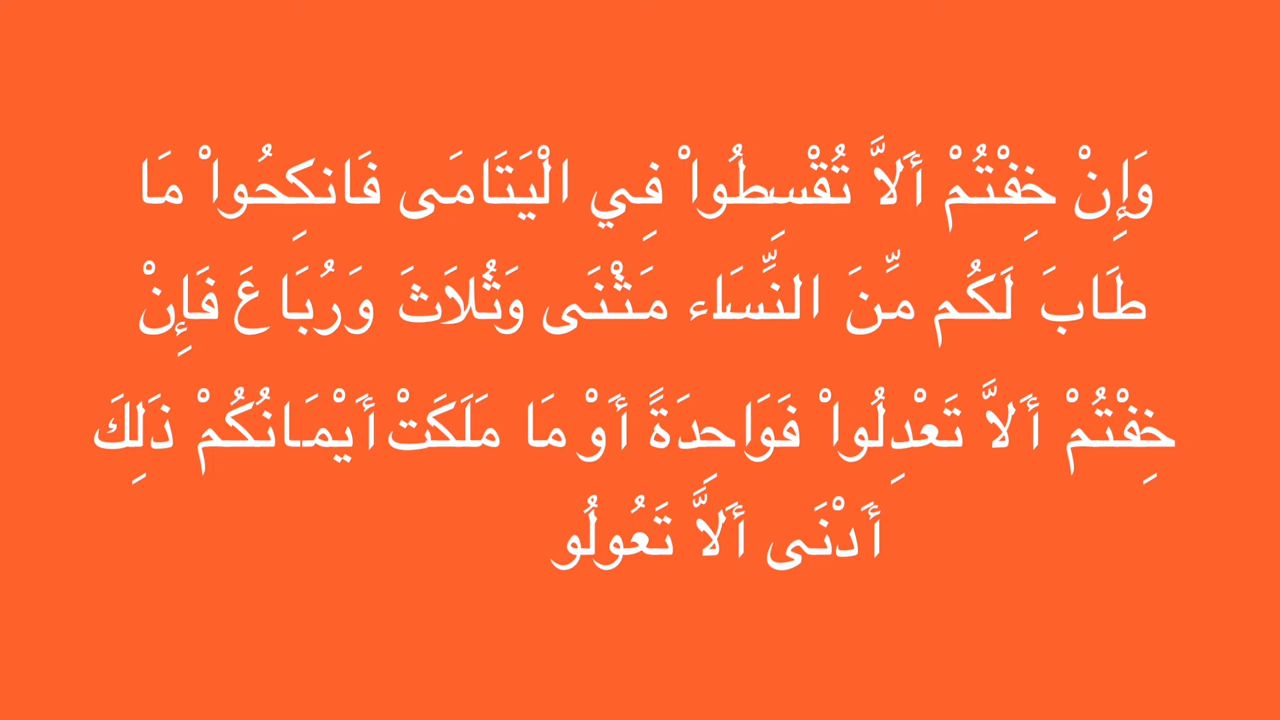 وَإِنْ خِفْتُمْ أَلاَّ تُقْسِطُواْ فِي الْيَتَامَى فَانكِحُواْ مَا
طَابَ لَكُم مِّنَ النِّسَاء مَثْنَى وَثُلاَثَ وَرُبَاعَ فَإِنْ
خِفْتُمْ أَلاَّ تَعْدِلُواْ فَوَاحِدَةً أَوْ مَا مَلَكَتْ أَيْمَانُكُمْ ذَلِكَ
أَدْنَى أَلاَّ تَعُولُو